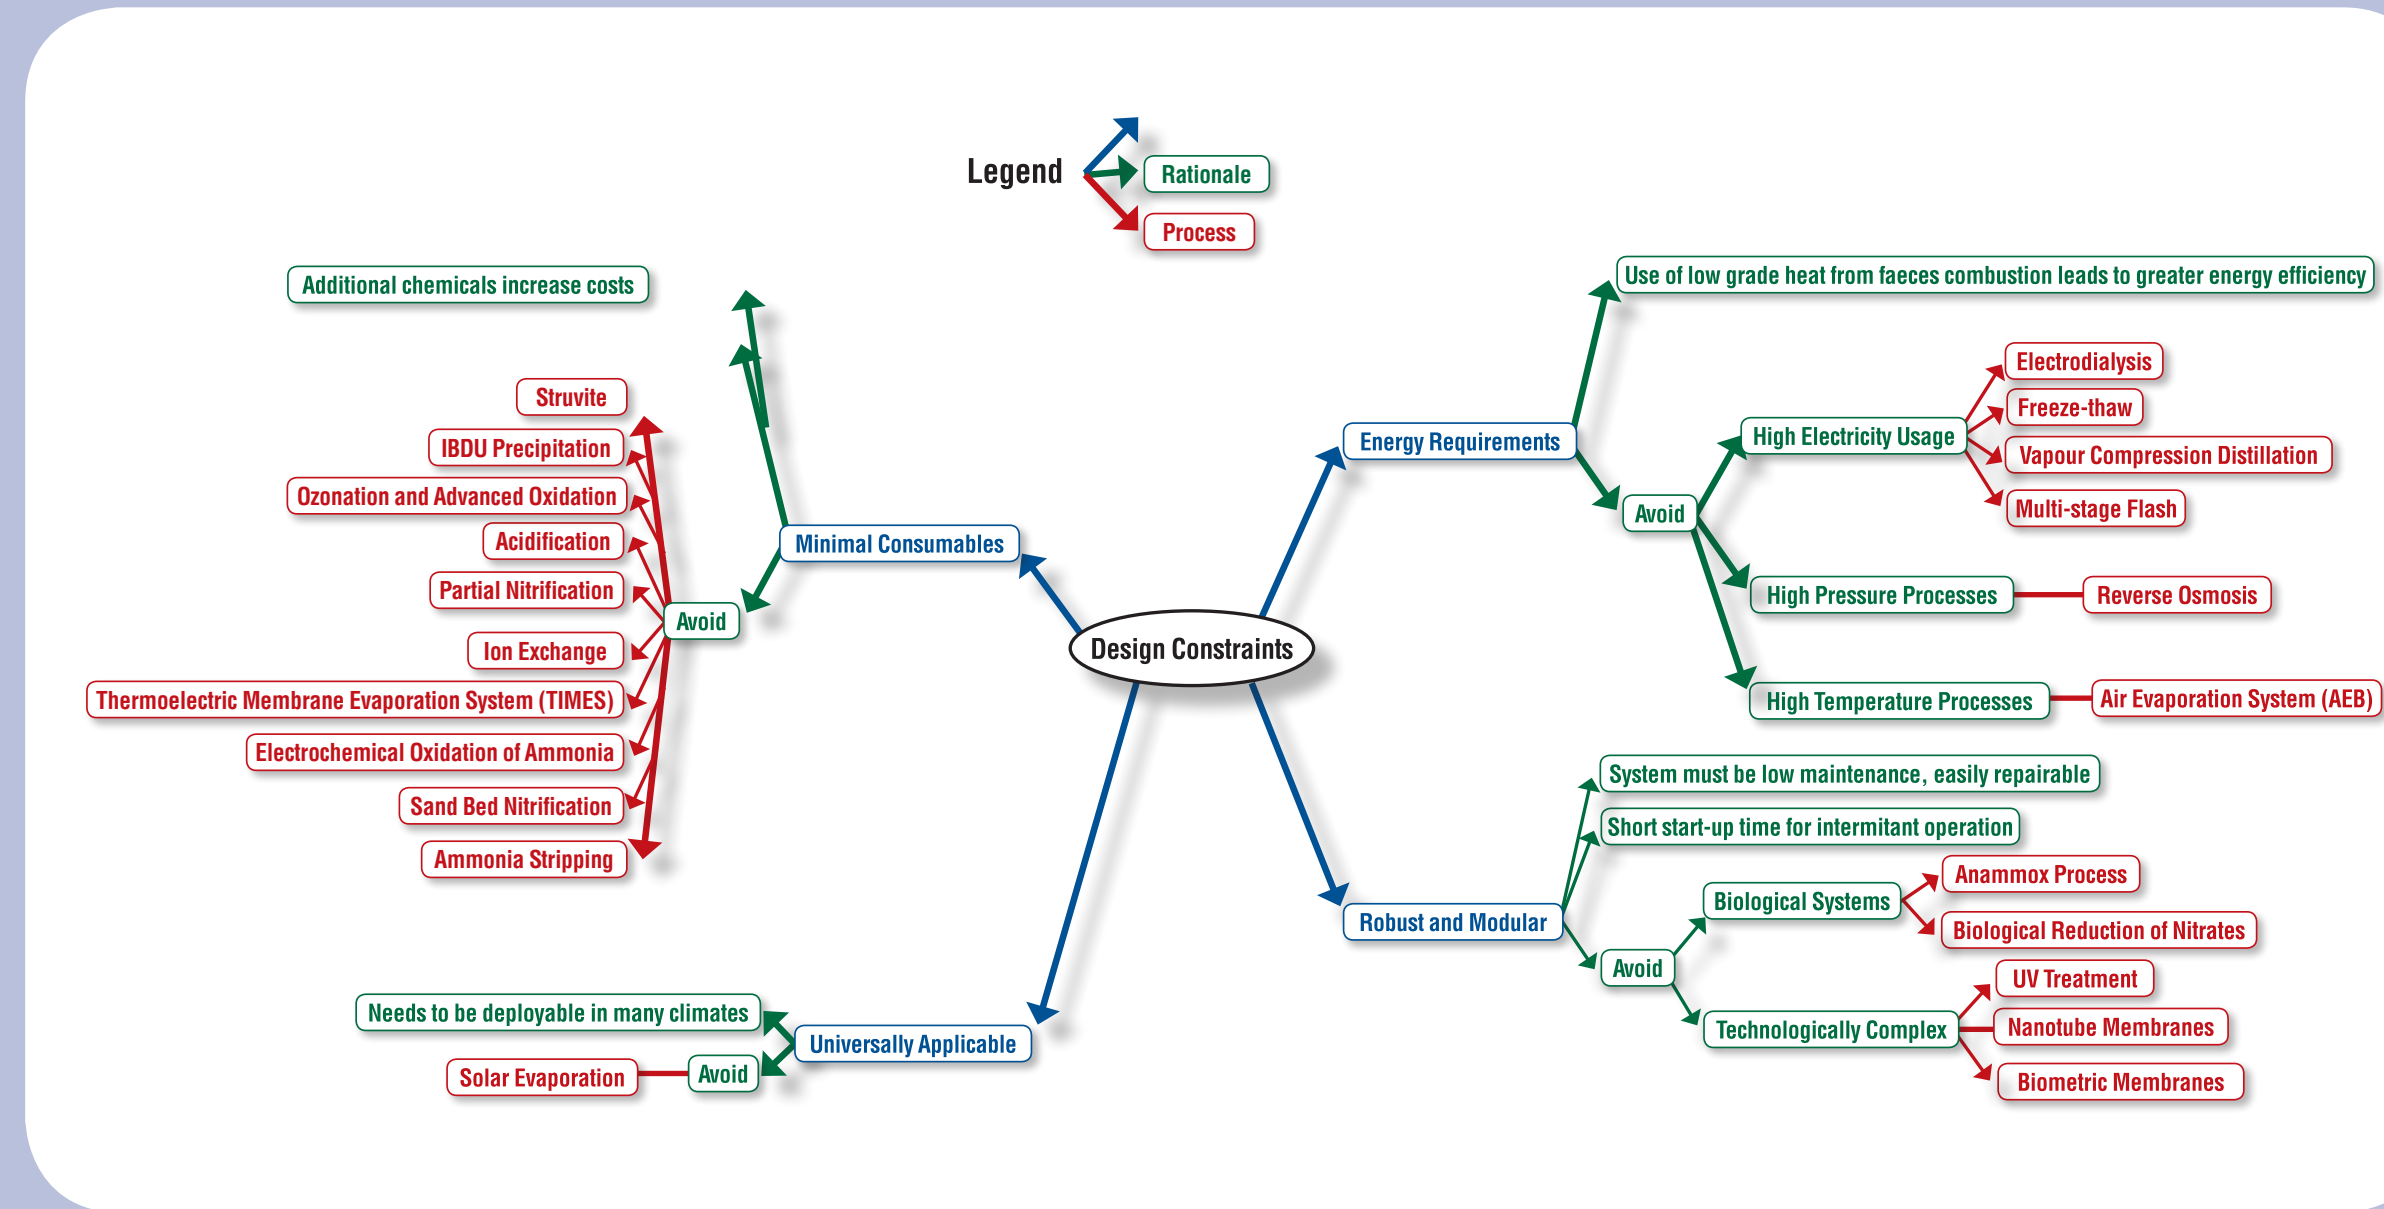 Legend
Rationale
Process
Additional chemicals increase costs
Struvite
IBDU Precipitation
Ozonation and Advanced Oxidation
Acidification
Partial Nitrification
Ion Exchange
Thermoelectric Membrane Evaporation System (TIMES)
Electrochemical Oxidation of Ammonia
Sand Bed Nitrification
Ammonia Stripping
Avoid
Minimal Consumables
Design Constraints
Energy Requirements
Use of low grade heat from faeces combustion leads to greater energy efficiency
Avoid
High Electricity Usage
Electrodialysis
Freeze-thaw
Vapour Compression Distillation
Multi-stage Flash
High Pressure Processes
Reverse Osmosis
High Temperature Processes
Air Evaporation System (AEB)
Robust and Modular
System must be low maintenance, easily repairable
Short start-up time for intermitant operation
Avoid
Biological Systems
Anammox Process
Biological Reduction of Nitrates
Technologically Complex
UV Treatment
Nanotube Membranes
Biometric Membranes
Universally Applicable
Needs to be deployable in many climates
Avoid
Solar Evaporation